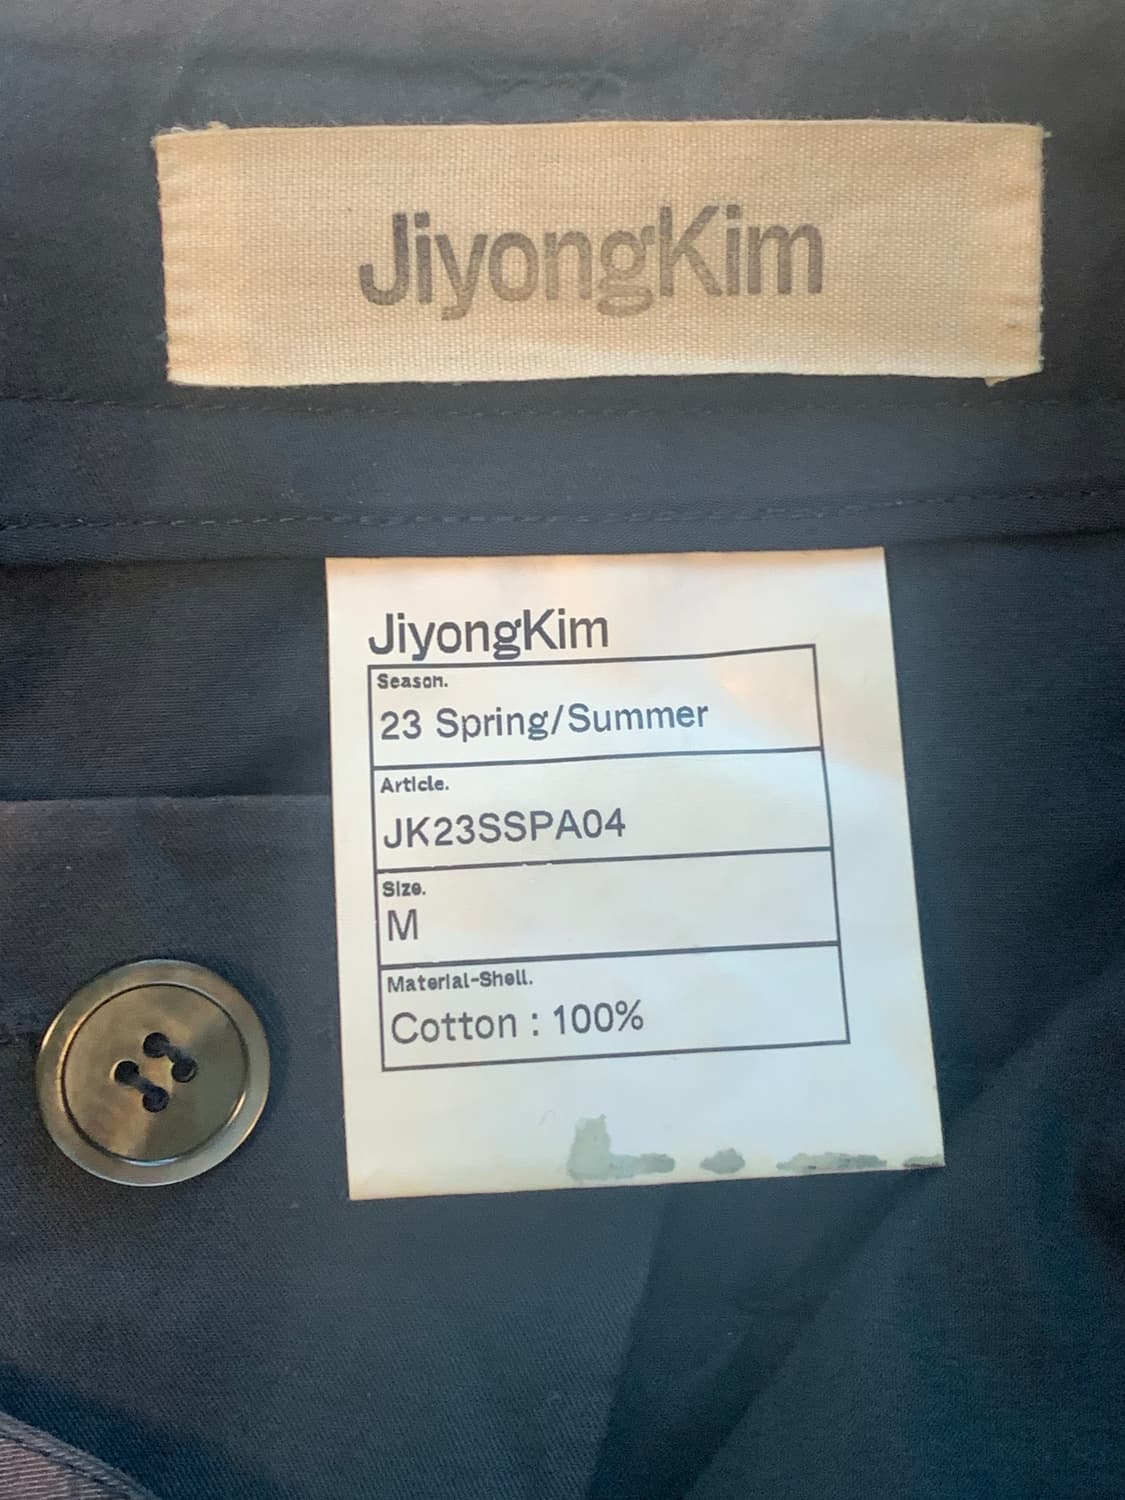 JiyongKim
JiyongKim
Season.
23 Spring/Summer
Article.
JK23SSPA04
Size.
M
Material-Shell.
Cotton : 100%